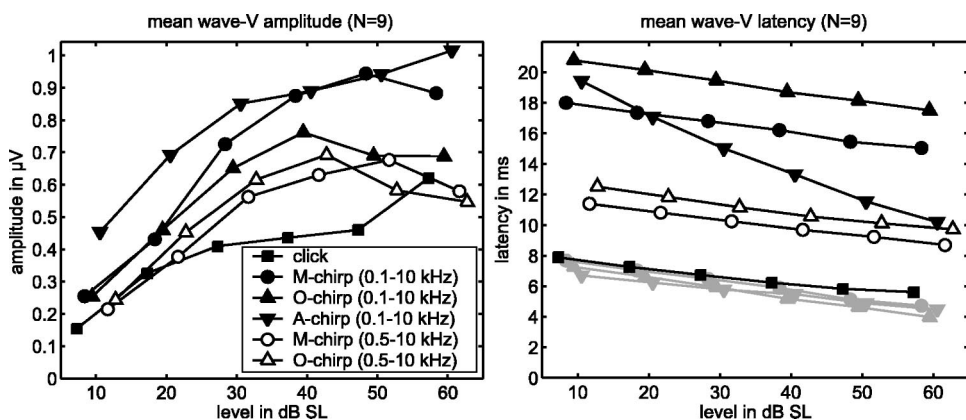 mean wave-V amplitude (N=9)
amplitude in µV
1
0.9
0.8
0.7
0.6
0.5
0.4
0.3
0.2
0.1
0
click
M-chirp (0.1-10 kHz)
O-chirp (0.1-10 kHz)
A-chirp (0.1-10 kHz)
M-chirp (0.5-10 kHz)
O-chirp (0.5-10 kHz)
10 20 30 40 50 60
level in dB SL
mean wave-V latency (N=9)
latency in ms
20
18
16
14
12
10
8
6
4
2
0
10 20 30 40 50 60
level in dB SL